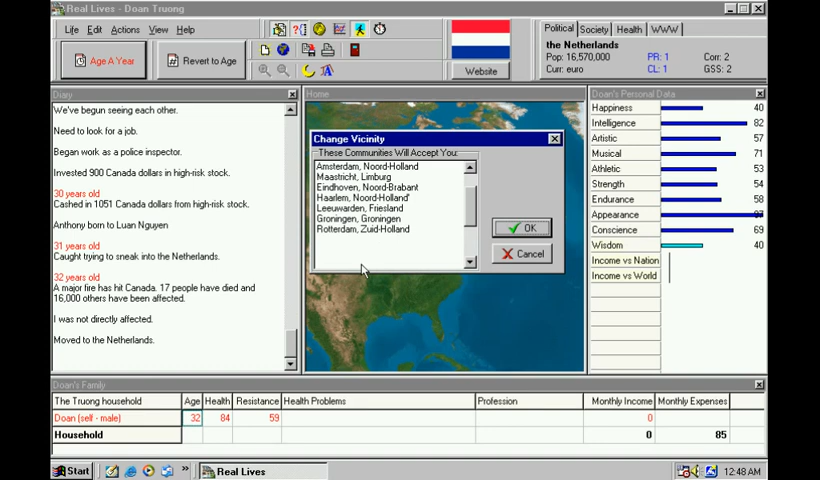 Real Lives - Doan Truong
Life Edit Actions View Help
Age A Year
Revert to Age
Website
Political Society Health WWW
the Netherlands
Pop: 16,570,000 PR: 1 Corr: 2
Curr: euro CL: 1 GSS: 2
Diary
We've begun seeing each other.
Need to look for a job.
Began work as a police inspector.
Invested 900 Canada dollars in high-risk stock.
30 years old
Cashed in 1051 Canada dollars from high-risk stock.
Anthony born to Luan Nguyen
31 years old
Caught trying to sneak into the Netherlands.
32 years old
A major fire has hit Canada. 17 people have died and
16,000 others have been affected.
I was not directly affected.
Moved to the Netherlands.
Home
Change Vicinity
These Communities Will Accept You:
Amsterdam, Noord-Holland
Maastricht, Limburg
Eindhoven, Noord-Brabant
Haarlem, Noord-Holland'
Leeuwarden, Friesland
Groningen, Groningen
Rotterdam, Zuid-Holland
OK
Cancel
Doan's Personal Data
Happiness 40
Intelligence 82
Artistic 57
Musical 71
Athletic 53
Strength 54
Endurance 58
Appearance
Conscience 69
Wisdom 40
Income vs Nation
Income vs World
Doan's Family
The Truong household Age Health Resistance Health Problems Profession Monthly Income Monthly Expenses
Doan (self - male) 32 84 59 0
Household 0 85
Start
Real Lives
12:48 AM